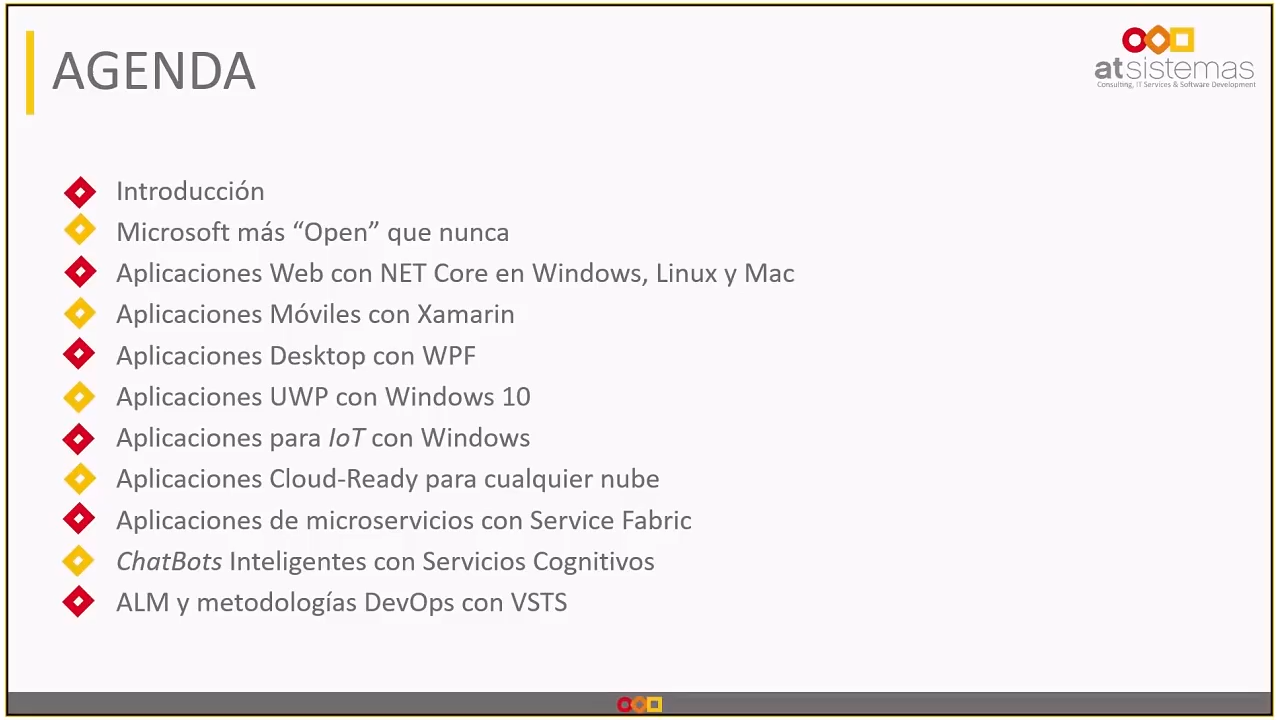 AGENDA
atsistemas
Consulting, IT Services & Software Development
Introducción
Microsoft más “Open” que nunca
Aplicaciones Web con NET Core en Windows, Linux y Mac
Aplicaciones Móviles con Xamarin
Aplicaciones Desktop con WPF
Aplicaciones UWP con Windows 10
Aplicaciones para IoT con Windows
Aplicaciones Cloud-Ready para cualquier nube
Aplicaciones de microservicios con Service Fabric
ChatBots Inteligentes con Servicios Cognitivos
ALM y metodologías DevOps con VSTS